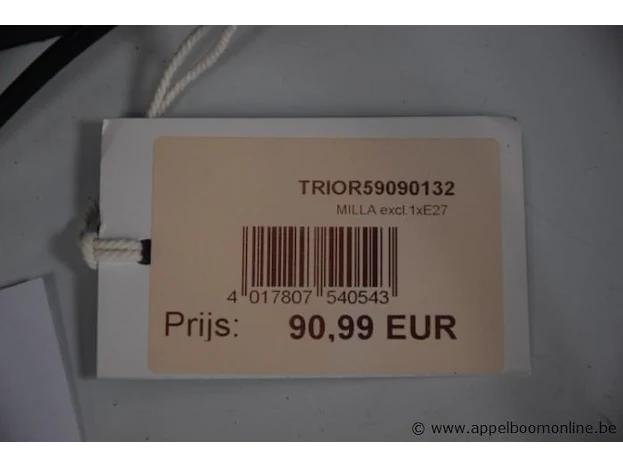 TRIOR59090132
MILLA excl.1xE27
4 017807 540543
Prijs: 90,99 EUR
© www.appelboomonline.be